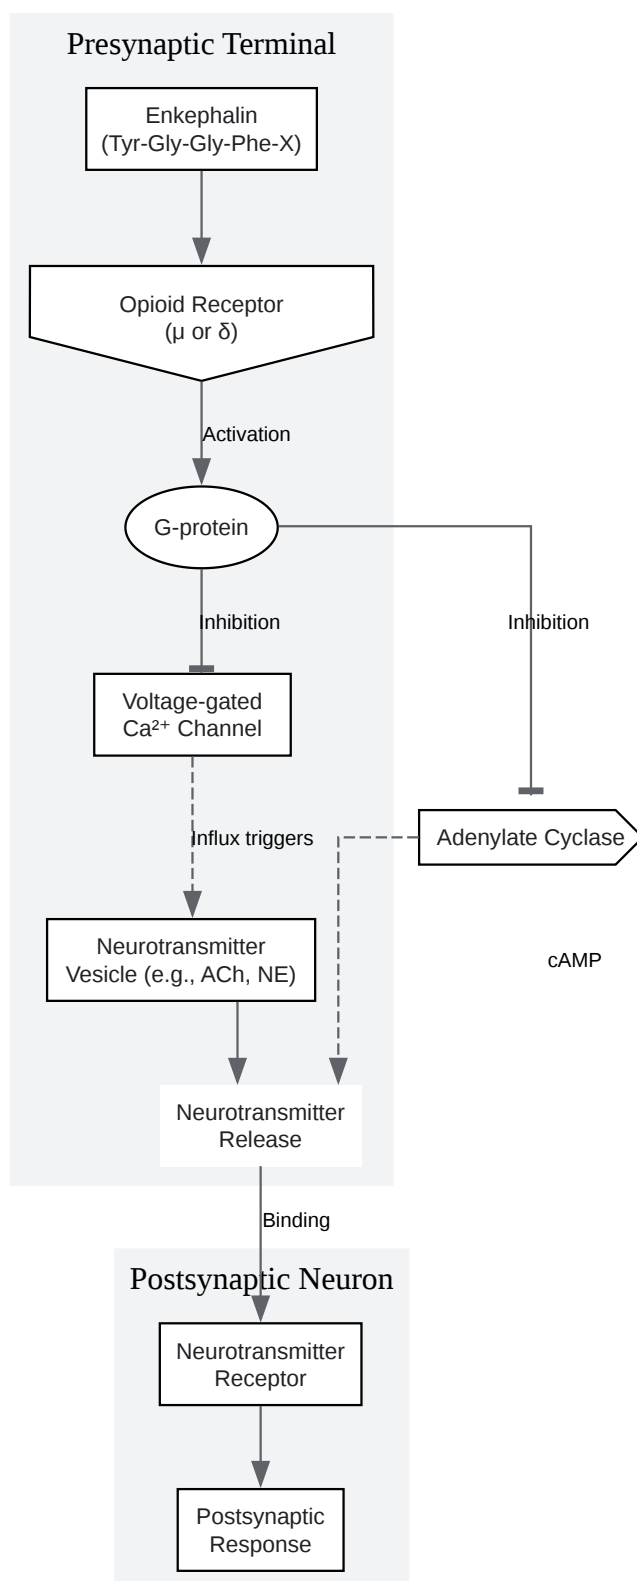 Presynaptic Terminal
Enkephalin
(Tyr-Gly-Gly-Phe-X)
Opioid Receptor
(μ or δ)
Activation
G-protein
Inhibition
Inhibition
Voltage-gated
Ca²⁺ Channel
Influx triggers
Adenylate Cyclase
Neurotransmitter
Vesicle (e.g., ACh, NE)
cAMP
Neurotransmitter
Release
Binding
Postsynaptic Neuron
Neurotransmitter
Receptor
Postsynaptic
Response